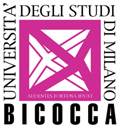 UNIVERSITÀ
DEGLI STUDI
DI MILANO
AUDENTES FORTUNA IUVAT
BICOCCA